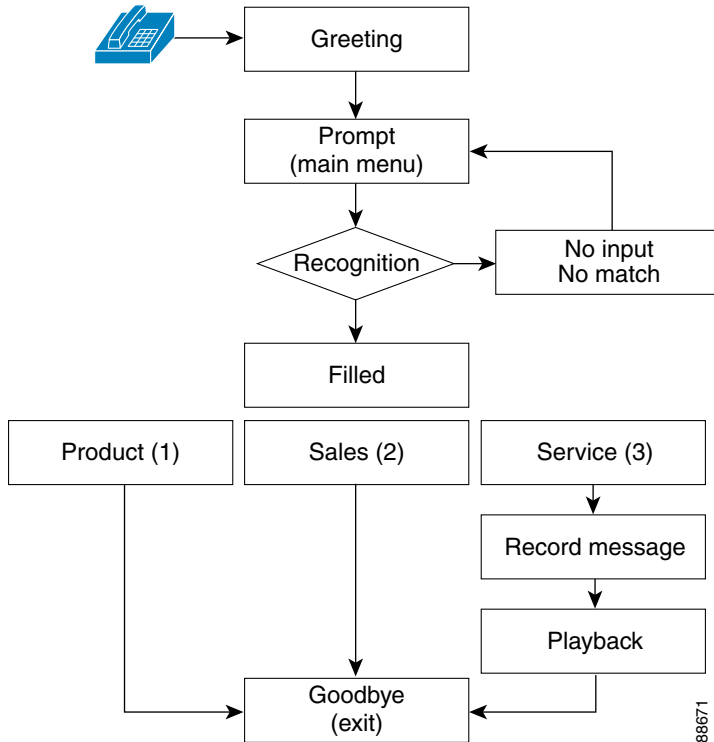 Greeting
Prompt
(main menu)
Recognition
No input
No match
Filled
Product (1)
Sales (2)
Service (3)
Record message
Playback
Goodbye
(exit)
88671